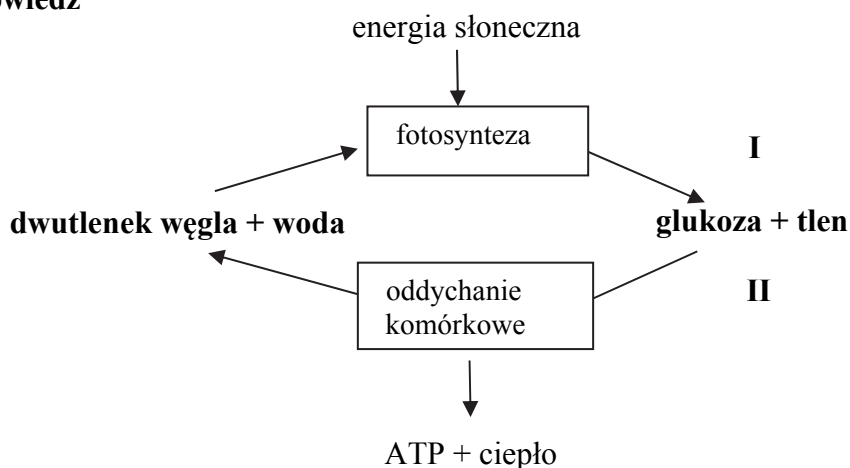 energia słoneczna
fotosynteza
I
dwutlenek węgla + woda
glukoza + tlen
oddychanie
komórkowe
II
ATP + ciepło